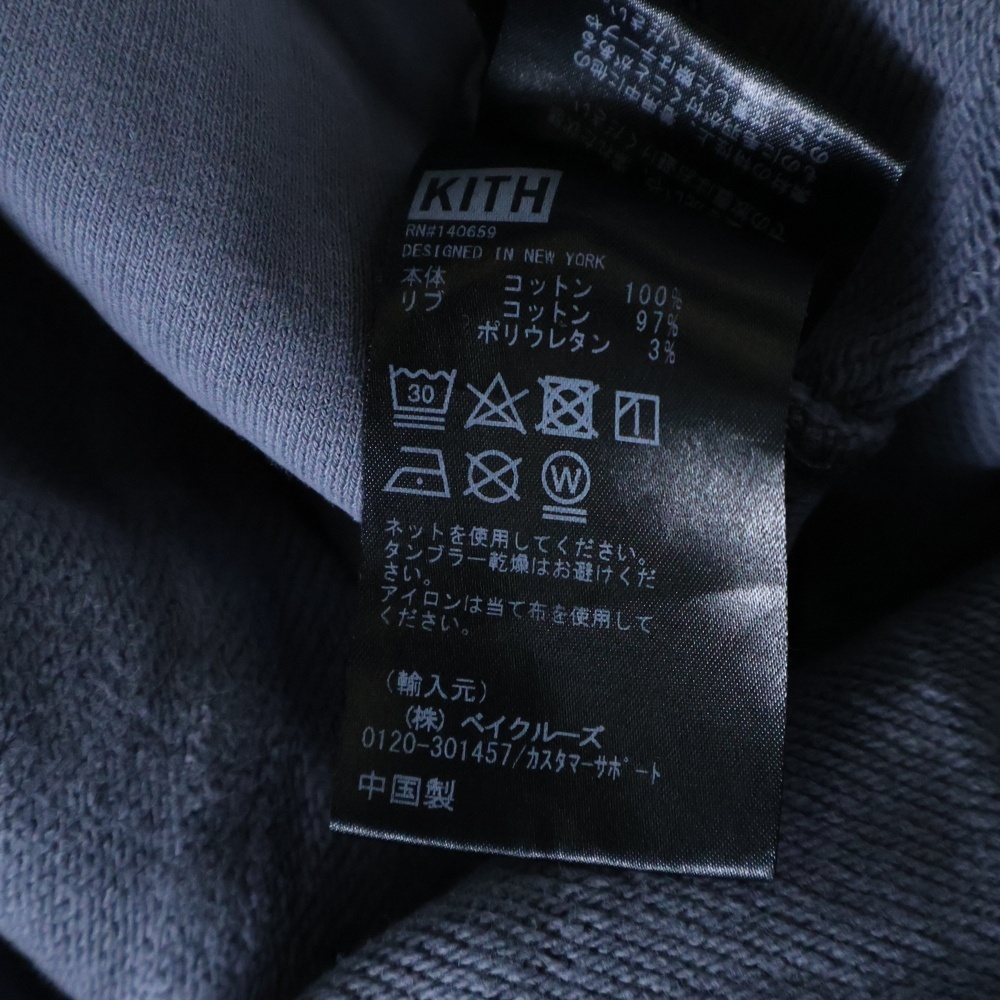 KITH
RN#140659
DESIGNED IN NEW YORK
本体 コットン 100%
リブ コットン 97%
ポリウレタン 3%
30
W
ネットを使用してください。
タンブラー乾燥はお避けくだ
さい。
アイロンは当て布を使用して
ください。
(輸入元)
(株) ベイクルーズ
0120-301457/カスタマーサポート
中国製